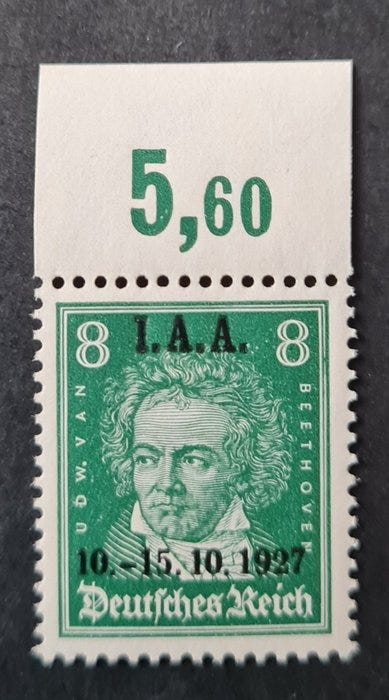 5,60
8 I.A.A. 8
LUDW. VAN
BEETHOVEN
10.-15.10.1927
Deutsches Reich